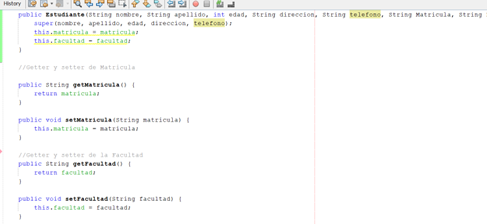 History
public Estudiante(String nombre, String apellido, int edad, String direccion, String telefono, String Matricula, String
super(nombre, apellido, edad, direccion, telefono);
this.matricula = matricula;
this.facultad = facultad;
}
//Getter y setter de Matricula
public String getMatricula() {
return matricula;
}
public void setMatricula(String matricula) {
this.matricula = matricula;
}
//Getter y setter de la Facultad
public String getFacultad() {
return facultad;
}
public void setFacultad(String facultad) {
this.facultad = facultad;
}